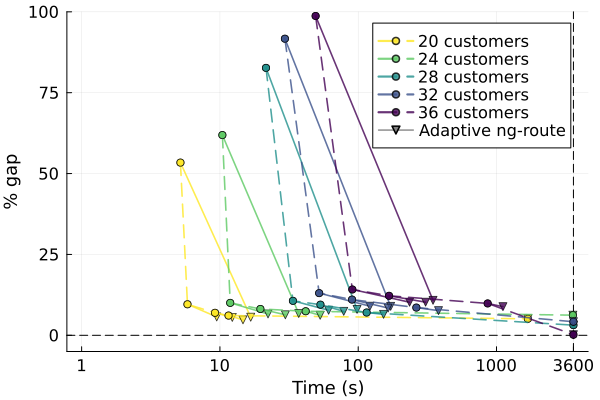 100
75
50
25
0
% gap
20 customers
24 customers
28 customers
32 customers
36 customers
Adaptive ng-route
1
10
100
1000
3600
Time (s)